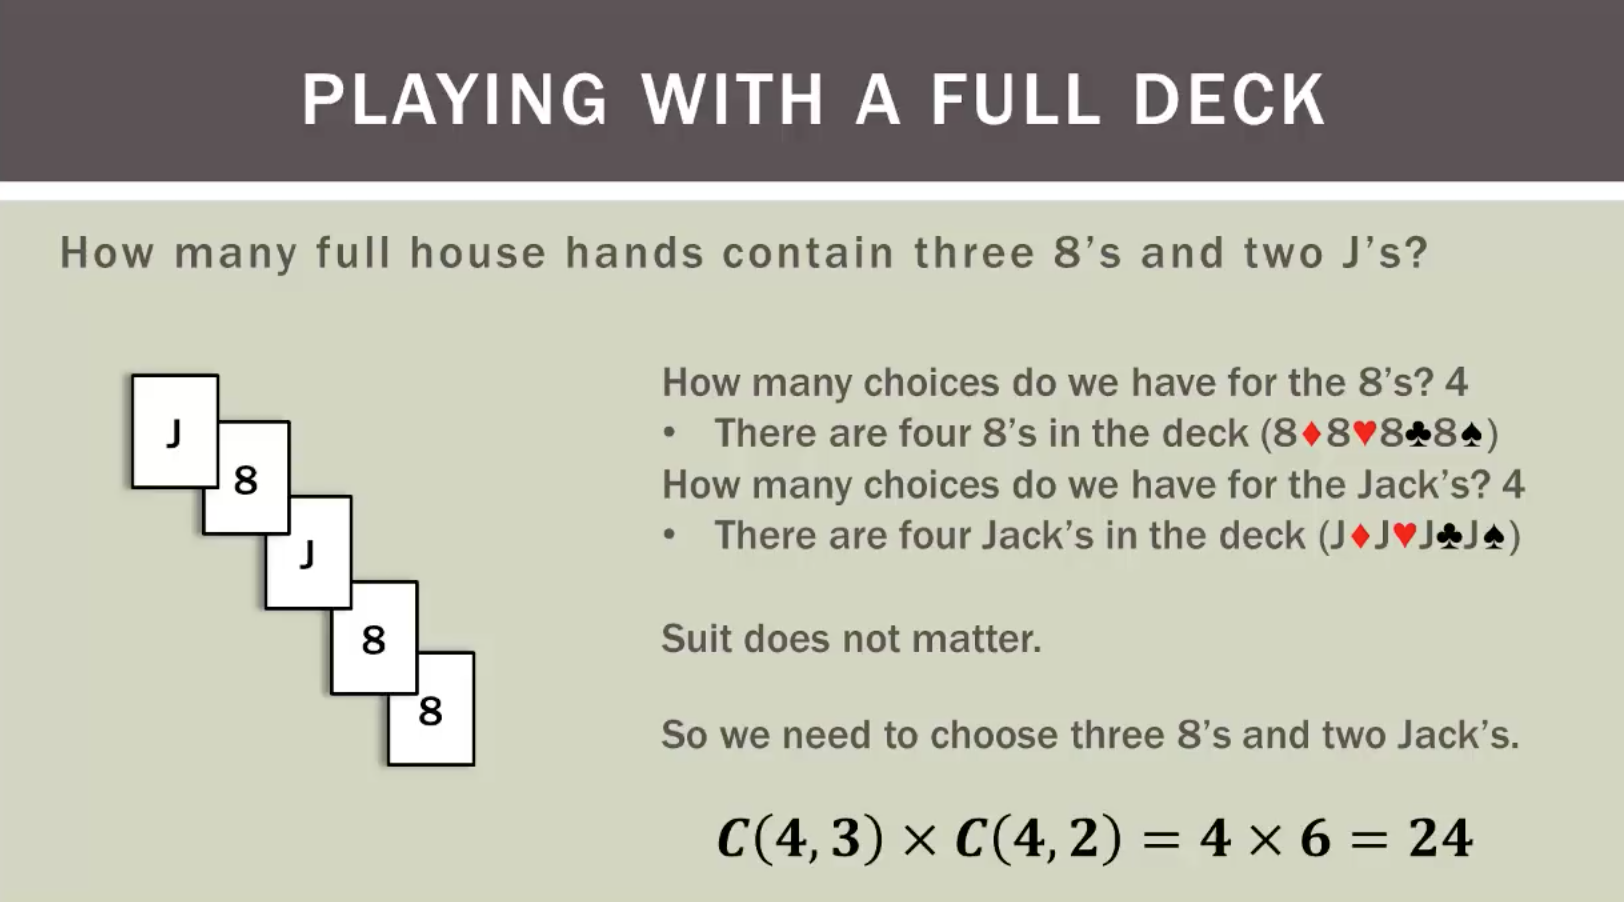 PLAYING WITH A FULL DECK
How many full house hands contain three 8’s and two J’s?
J
8
J
8
8
How many choices do we have for the 8’s? 4
• There are four 8’s in the deck (8♦8♥8♣8♠)
How many choices do we have for the Jack’s? 4
• There are four Jack’s in the deck (J♦J♥J♣J♠)
Suit does not matter.
So we need to choose three 8’s and two Jack’s.
C(4,3) × C(4,2) = 4 × 6 = 24